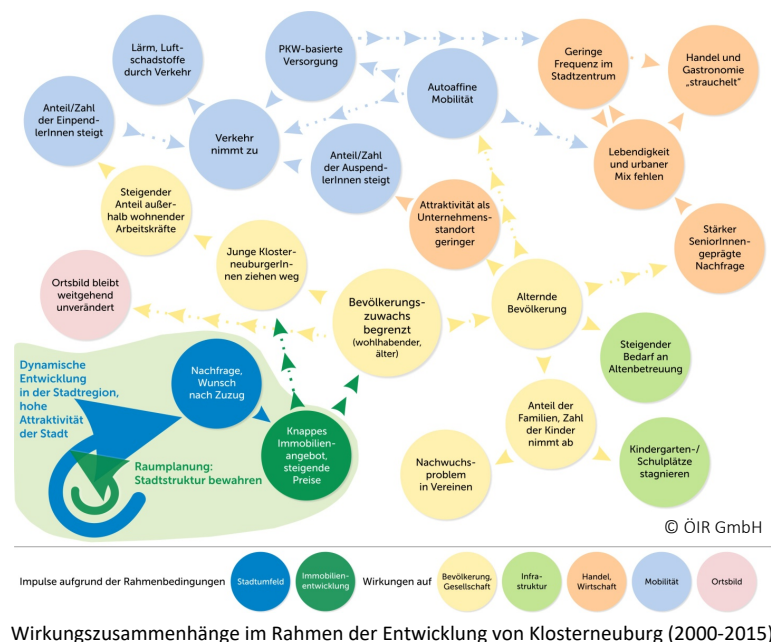 Lärm, Luft-
schadstoffe
durch Verkehr
PKW-basierte
Versorgung
Geringe
Frequenz im
Stadtzentrum
Handel und
Gastronomie
„strauchelt“
Autoaffine
Mobilität
Anteil/Zahl
der EinpendlerInnen steigt
Verkehr
nimmt zu
Anteil/Zahl
der AuspendlerInnen steigt
Lebendigkeit
und urbaner
Mix fehlen
Steigender
Anteil außer-
halb wohnender
Arbeitskräfte
Attraktivität als
Unternehmens-
standort
geringer
Stärker
SeniorInnen-
geprägte
Nachfrage
Junge Kloster-
neuburgerIn-
nen ziehen weg
Ortsbild bleibt
weitgehend
unverändert
Bevölkerungs-
zuwachs
begrenzt
(wohlhabender,
älter)
Alternde
Bevölkerung
Steigender
Bedarf an
Altenbetreuung
Dynamische
Entwicklung
in der Stadtregion,
hohe
Attraktivität
der Stadt
Nachfrage,
Wunsch
nach Zuzug
Knappes
Immobilien-
angebot,
steigende
Preise
Anteil der
Familien, Zahl
der Kinder
nimmt ab
Raumplanung:
Stadtstruktur bewahren
Nachwuchs-
problem
in Vereinen
Kindergarten-/
Schulplätze
stagnieren
© ÖIR GmbH
Impulse aufgrund der Rahmenbedingungen
Stadtumfeld
Immobilien-
entwicklung
Wirkungen auf
Bevölkerung,
Gesellschaft
Infra-
struktur
Handel,
Wirtschaft
Mobilität
Ortsbild
Wirkungszusammenhänge im Rahmen der Entwicklung von Klosterneuburg (2000-2015)